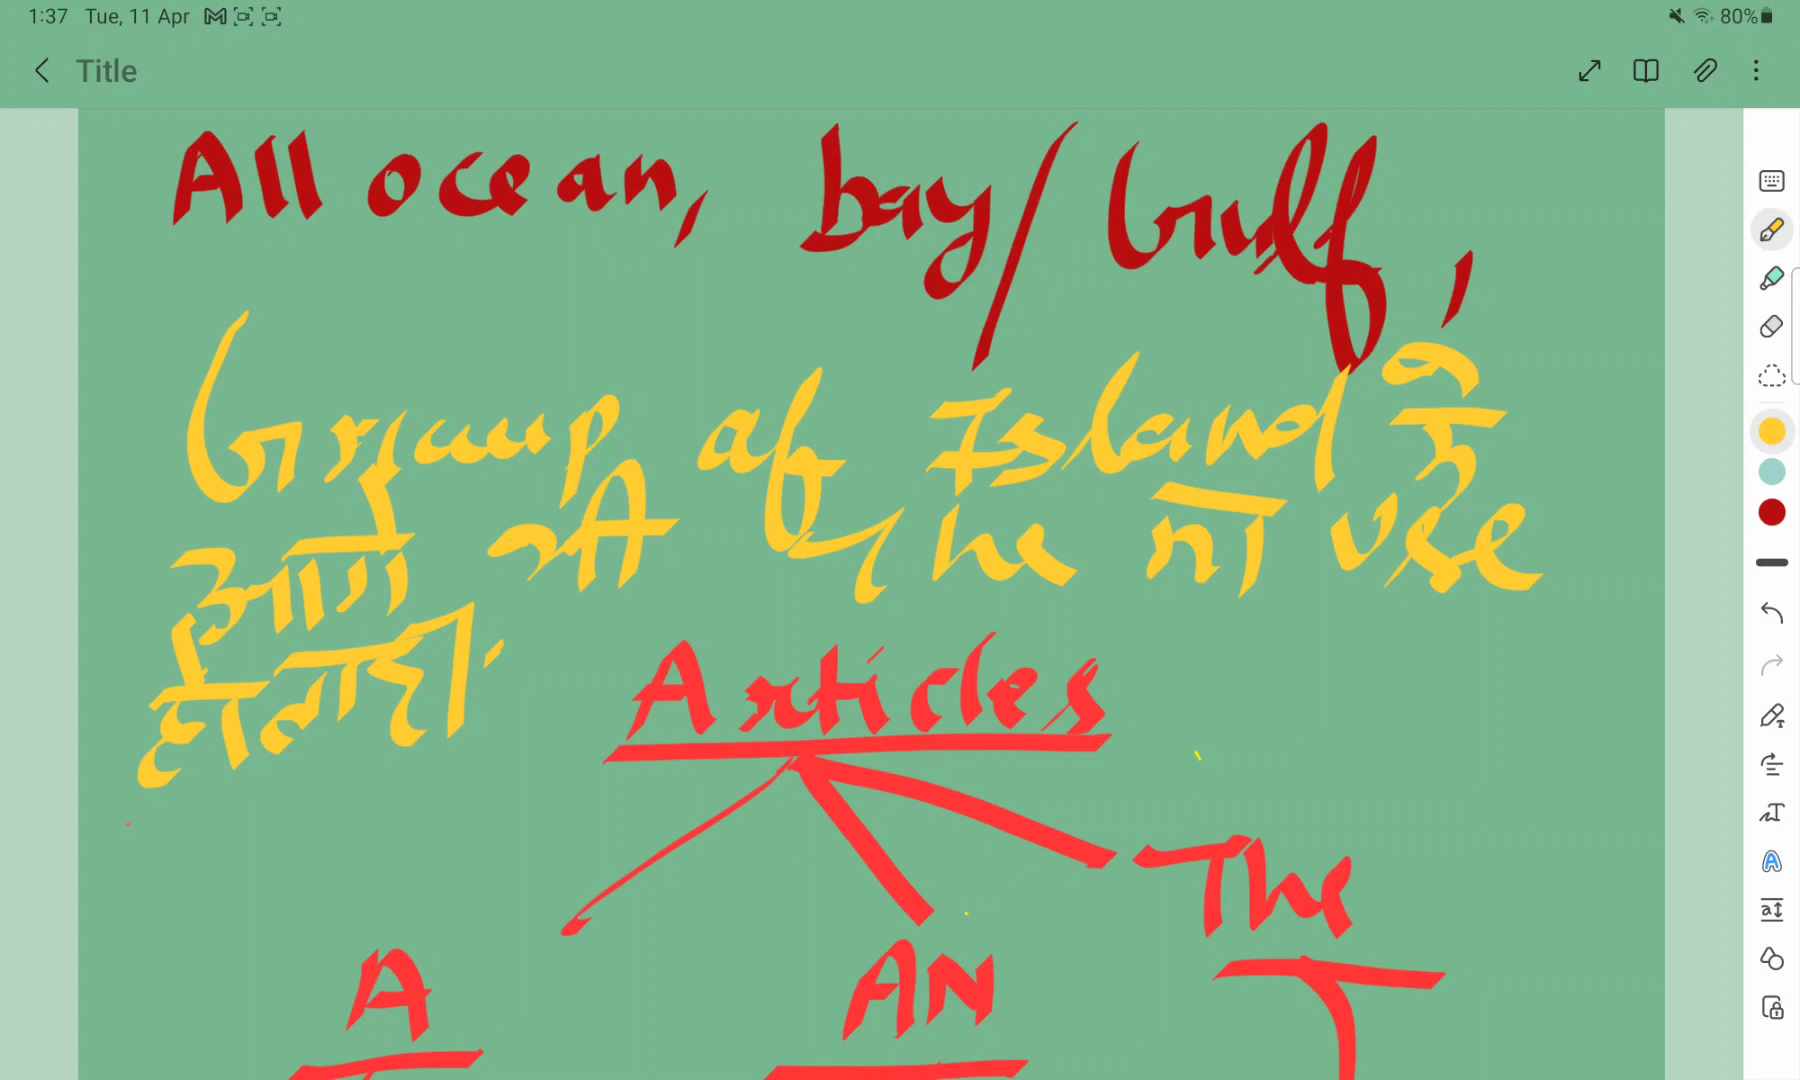 1:37 Tue, 11 Apr 80%
Title
All ocean, bay/Gulf,
Group of Island के
आगे भी The का use
होता है.
Articles
The
A AN